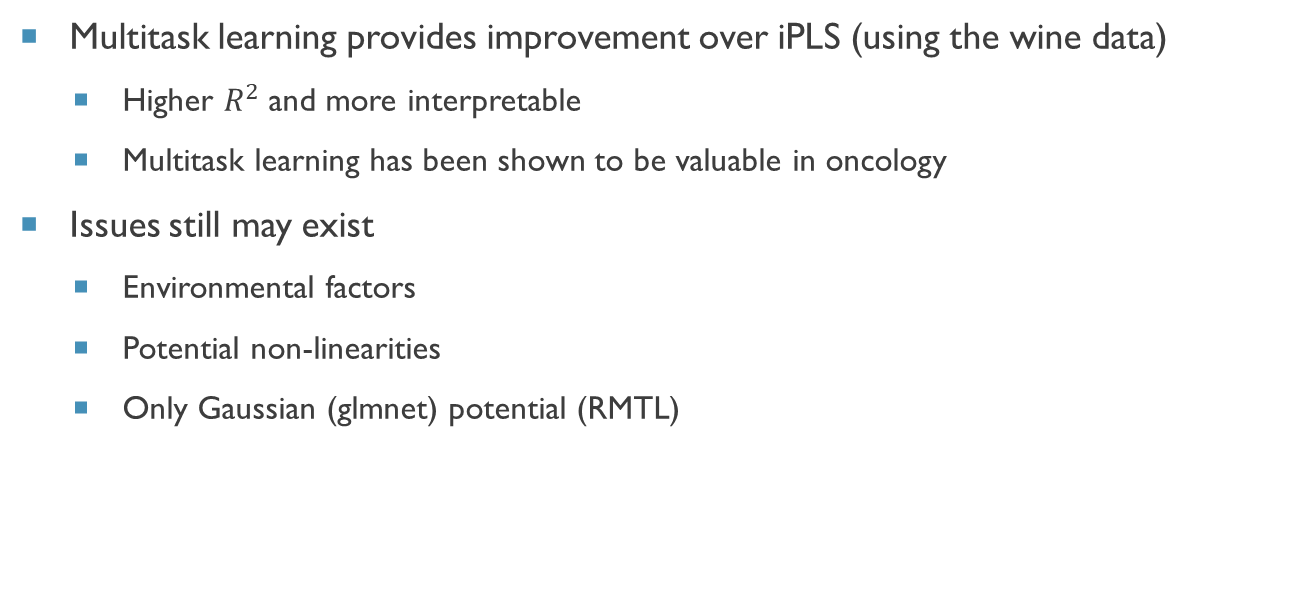 Multitask learning provides improvement over iPLS (using the wine data)
Higher R² and more interpretable
Multitask learning has been shown to be valuable in oncology
Issues still may exist
Environmental factors
Potential non-linearities
Only Gaussian (glmnet) potential (RMTL)